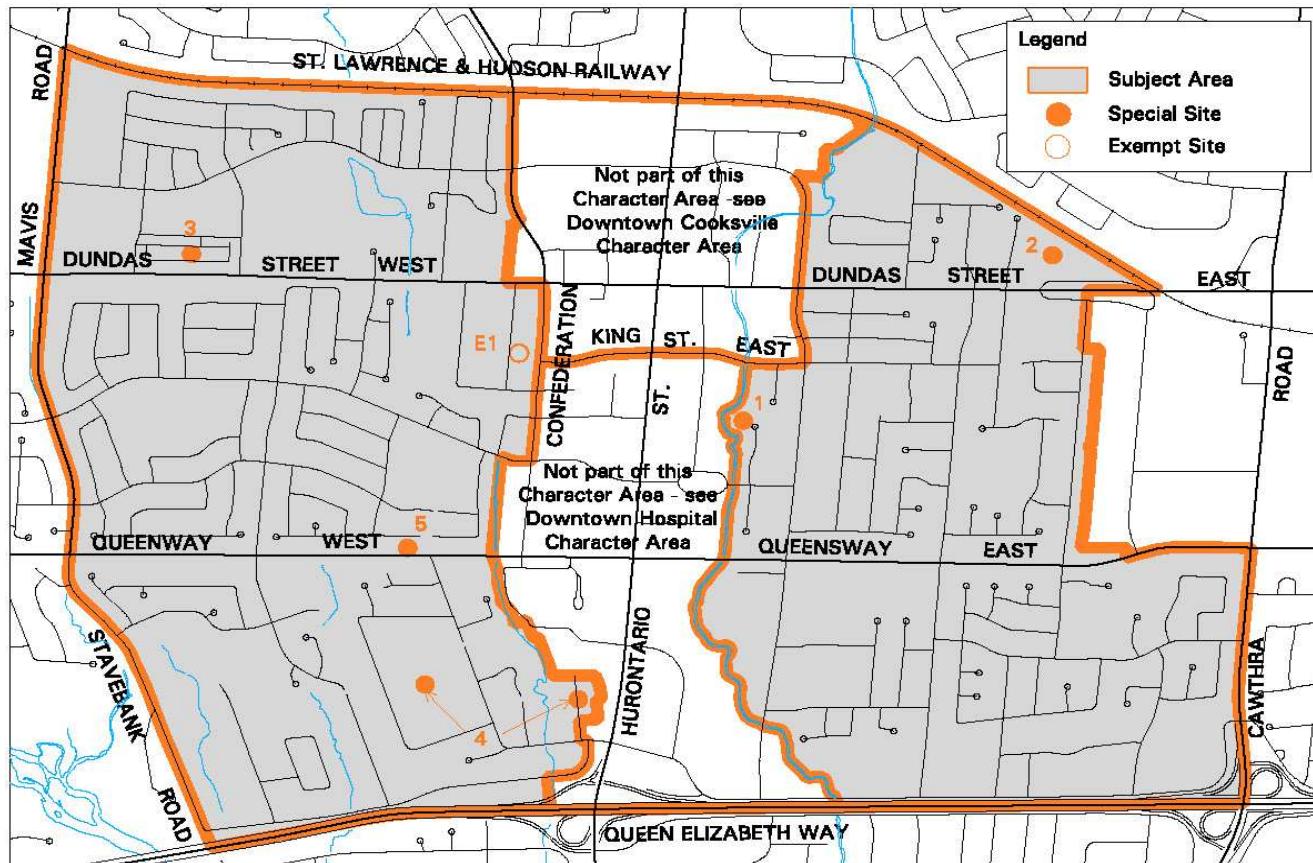 Legend
Subject Area
Special Site
Exempt Site
ST. LAWRENCE & HUDSON RAILWAY
ROAD
MAVIS
Not part of this
Character Area -see
Downtown Cooksville
Character Area
3
2
DUNDAS STREET WEST
DUNDAS STREET EAST
E1
CONFEDERATION
KING ST. EAST
ST.
ROAD
1
Not part of this
Character Area - see
Downtown Hospital
Character Area
5
QUEENWAY WEST
QUEENSWAY EAST
STAVEBANK
ROAD
4
HURONTARIO
CAWTHRA
QUEEN ELIZABETH WAY